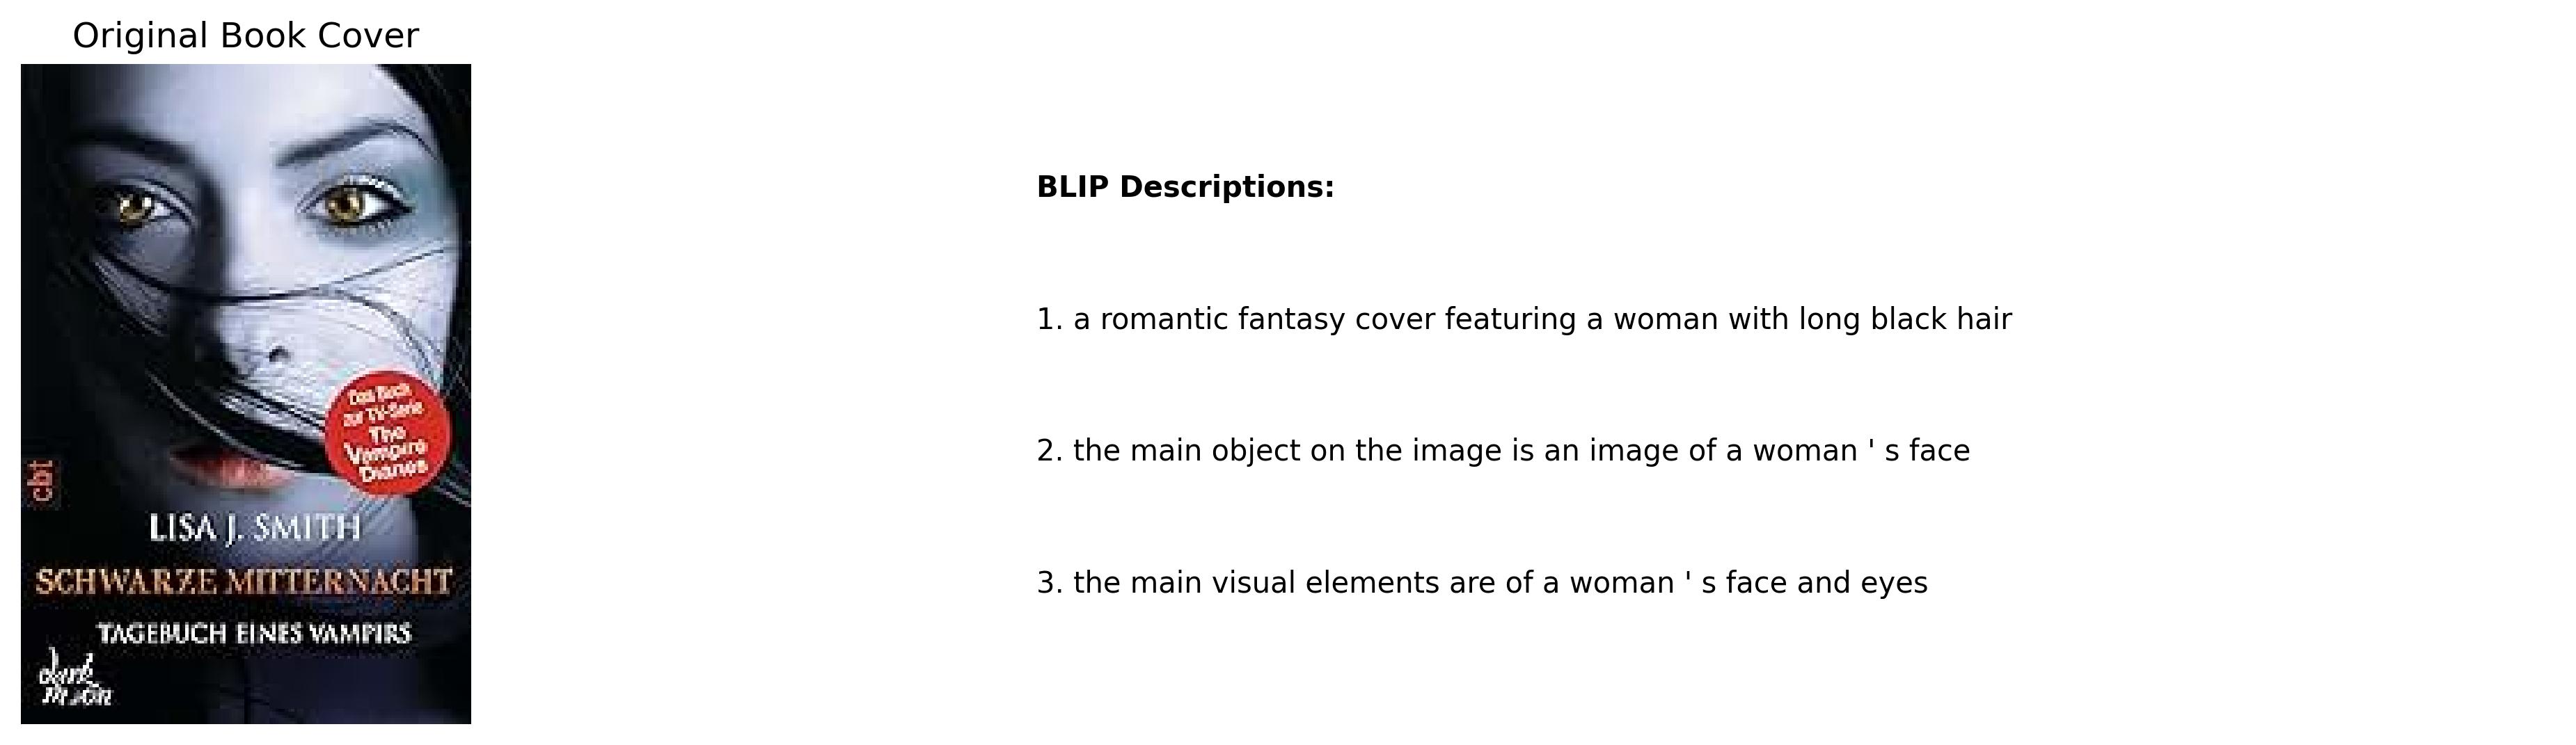 Original Book Cover
Das Buch
zur TV-Serie
The
Vampire
Diaries
cbt
LISA J. SMITH
SCHWARZE MITTERNACHT
TAGEBUCH EINES VAMPIRS
dark
moon
BLIP Descriptions:
1. a romantic fantasy cover featuring a woman with long black hair
2. the main object on the image is an image of a woman ' s face
3. the main visual elements are of a woman ' s face and eyes